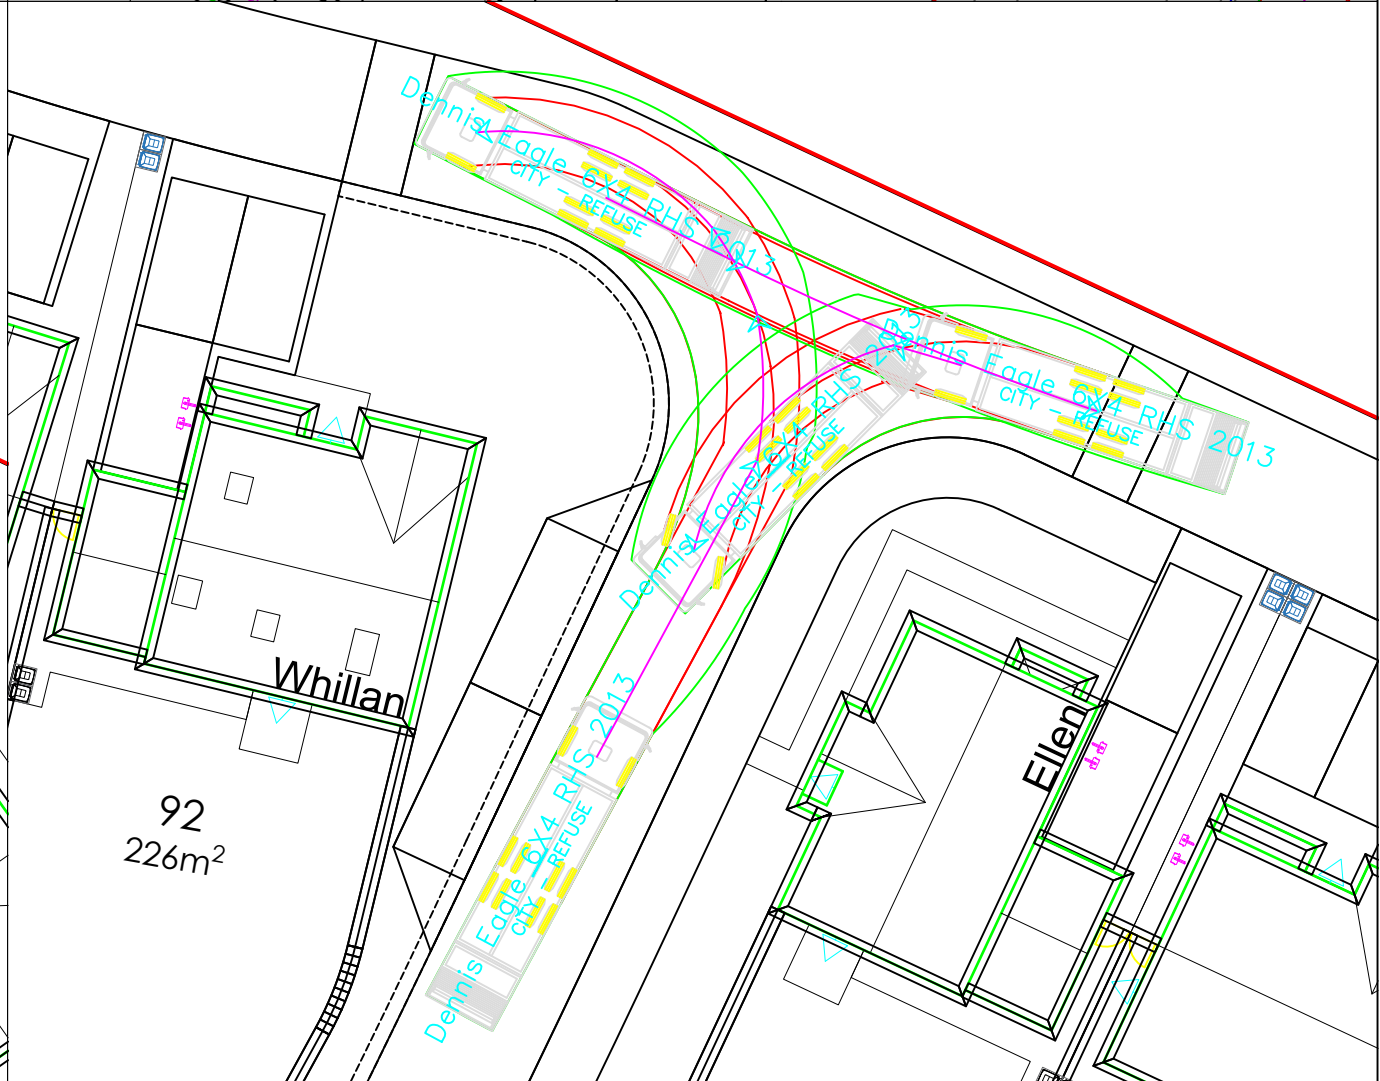 Dennis Eagle 6X4 RHS 2013
CITY - REFUSE
Dennis Eagle 6X4 RHS 2013
CITY - REFUSE
Dennis Eagle 6X4 RHS 2013
CITY - REFUSE
Whillan
Ellen
Dennis Eagle 6X4 RHS 2013
CITY - REFUSE
92
226m²